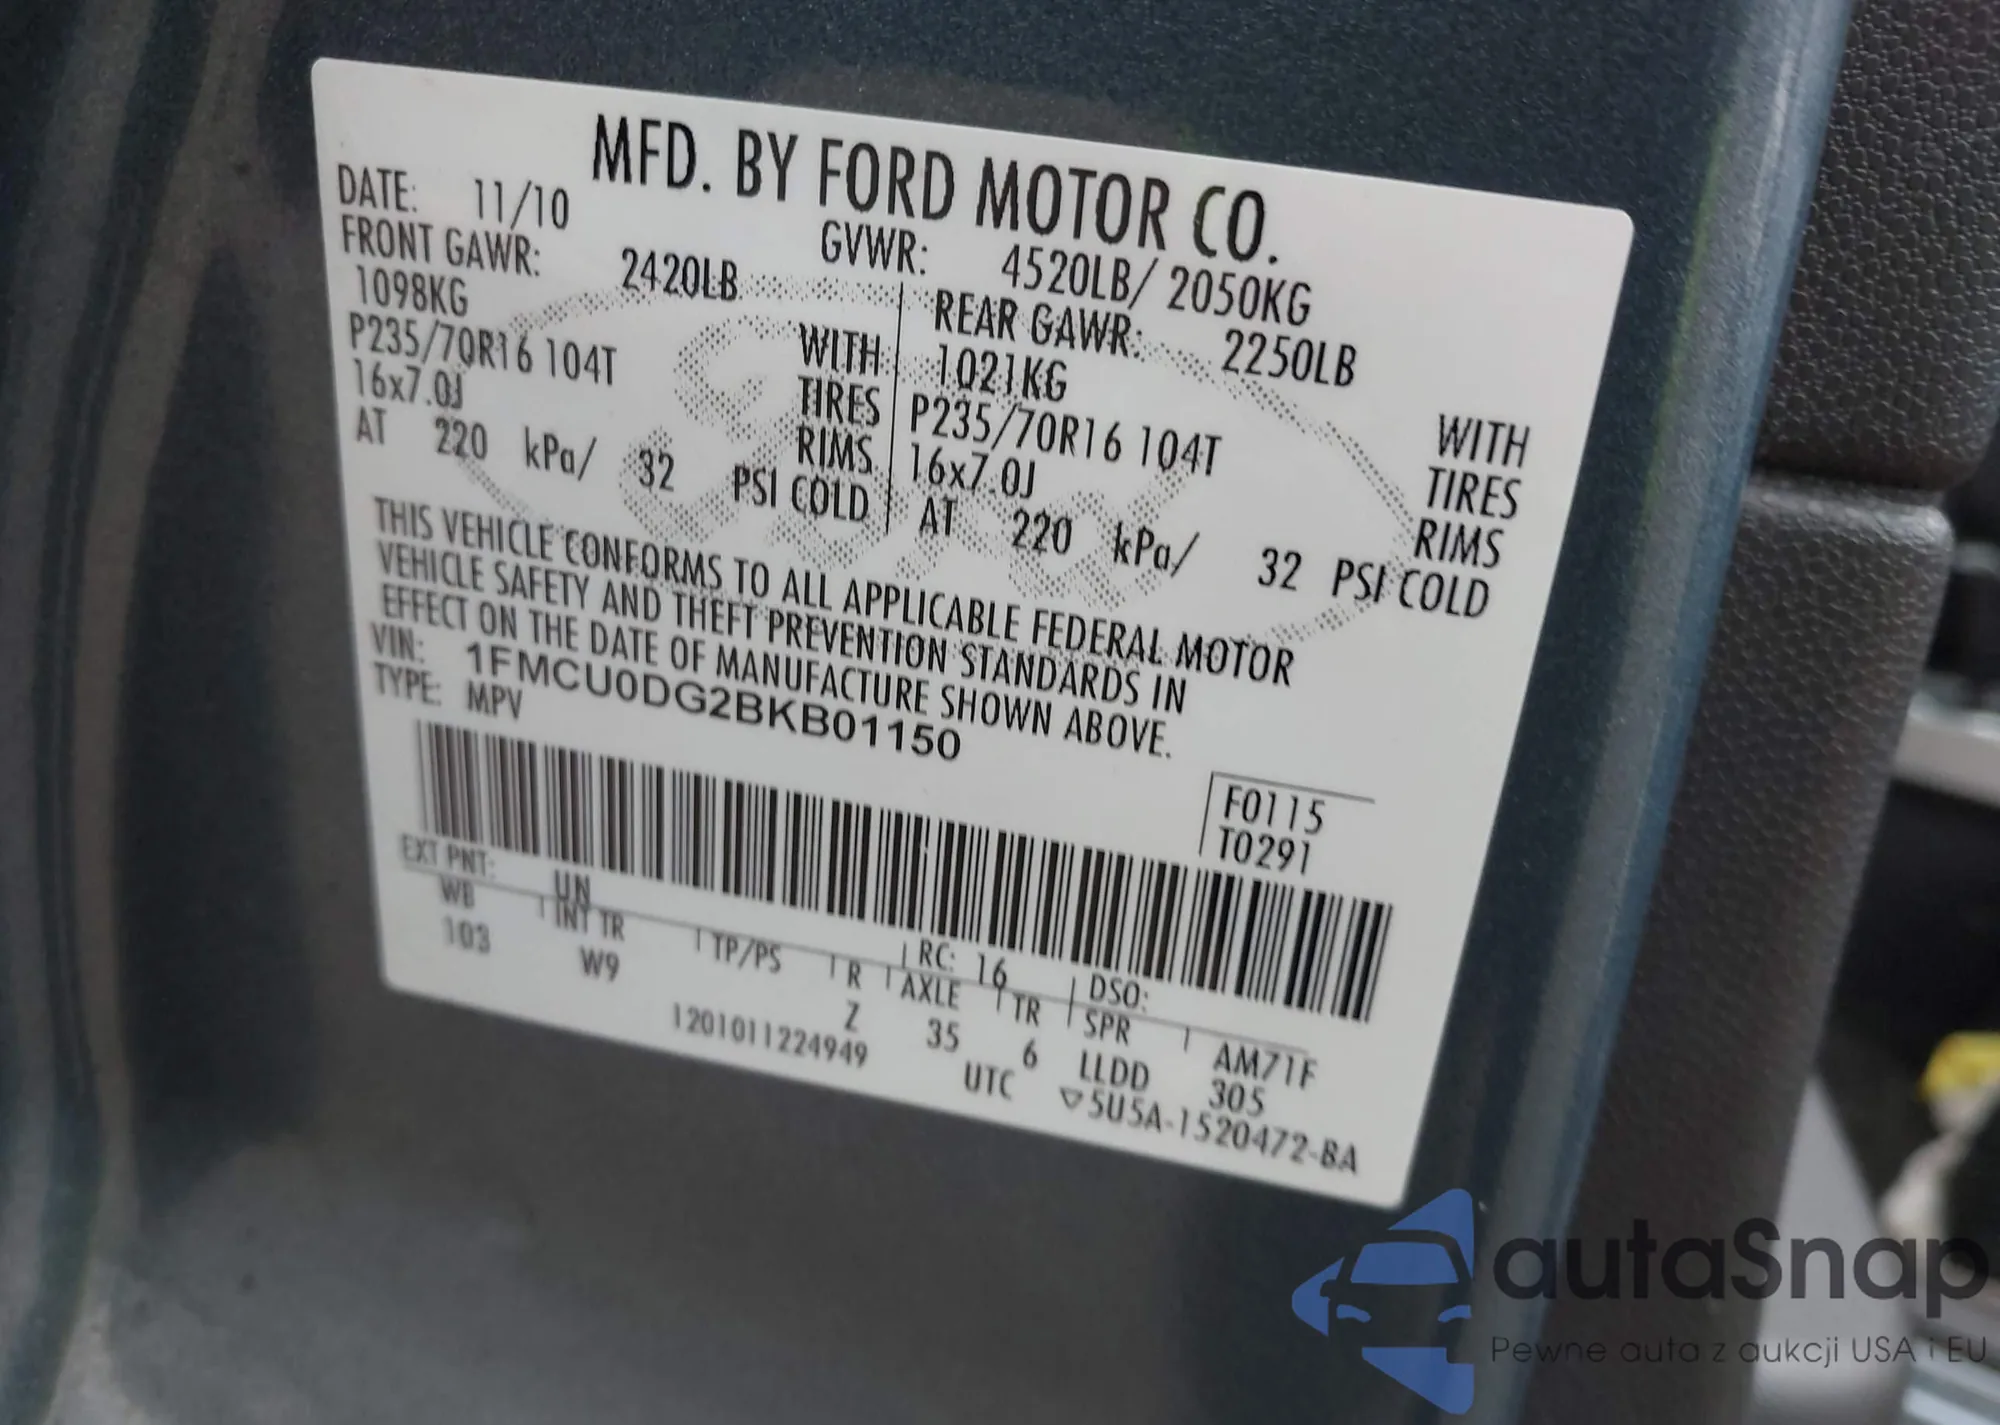 MFD. BY FORD MOTOR CO.
DATE: 11/10 GVWR: 4520LB/ 2050KG
FRONT GAWR: 2420LB REAR GAWR: 2250LB
1098KG WITH 1021KG WITH
P235/70R16 104T TIRES P235/70R16 104T TIRES
16x7.0J RIMS 16x7.0J RIMS
AT 220 kPa/ 32 PSI COLD AT 220 kPa/ 32 PSI COLD
THIS VEHICLE CONFORMS TO ALL APPLICABLE FEDERAL MOTOR
VEHICLE SAFETY AND THEFT PREVENTION STANDARDS IN
EFFECT ON THE DATE OF MANUFACTURE SHOWN ABOVE.
VIN: 1FMCU0DG2BKB01150
TYPE: MPV
F0115
T0291
EXT PNT: UN RC: 16 DSO:
WB INT TR TP/PS R AXLE TR SPR AM71F
103 W9 Z 35 6 LLDD 305
1201011224949 UTC ▽5U5A-1520472-BA
autaSnap
Pewne auta z aukcji USA i EU